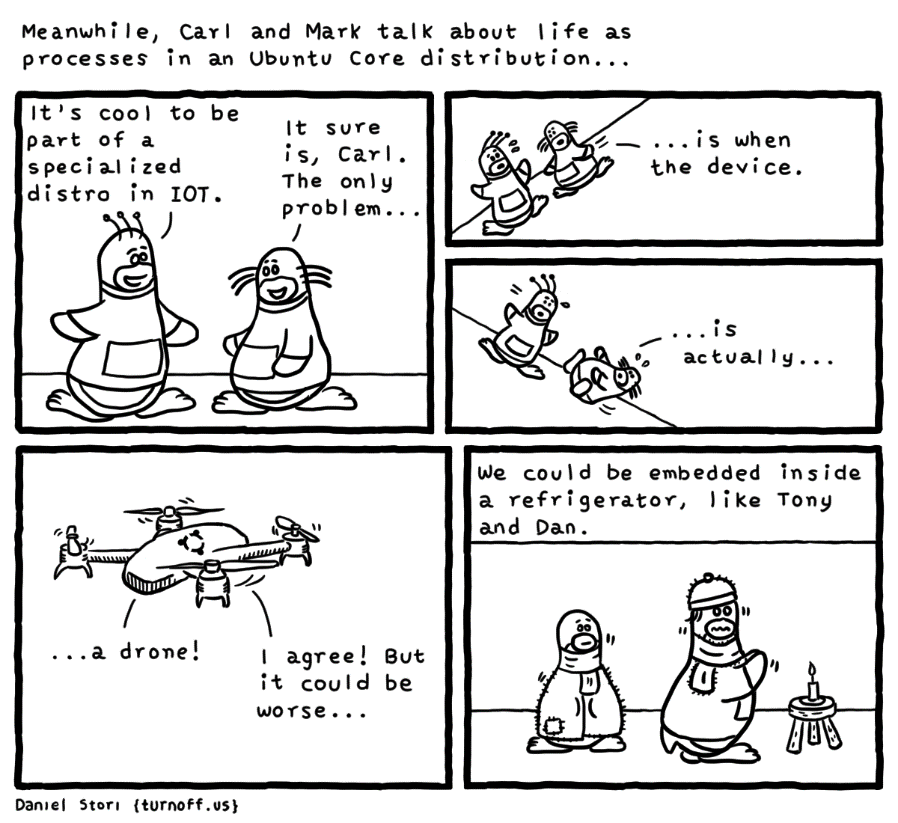 Meanwhile, Carl and Mark talk about life as
processes in an Ubuntu Core distribution...
It's cool to be
part of a
specialized
distro in IOT.
It sure
is, Carl.
The only
problem...
...is when
the device.
...is
actually...
...a drone!
I agree! But
it could be
worse...
We could be embedded inside
a refrigerator, like Tony
and Dan.
Daniel Stori {turnoff.us}